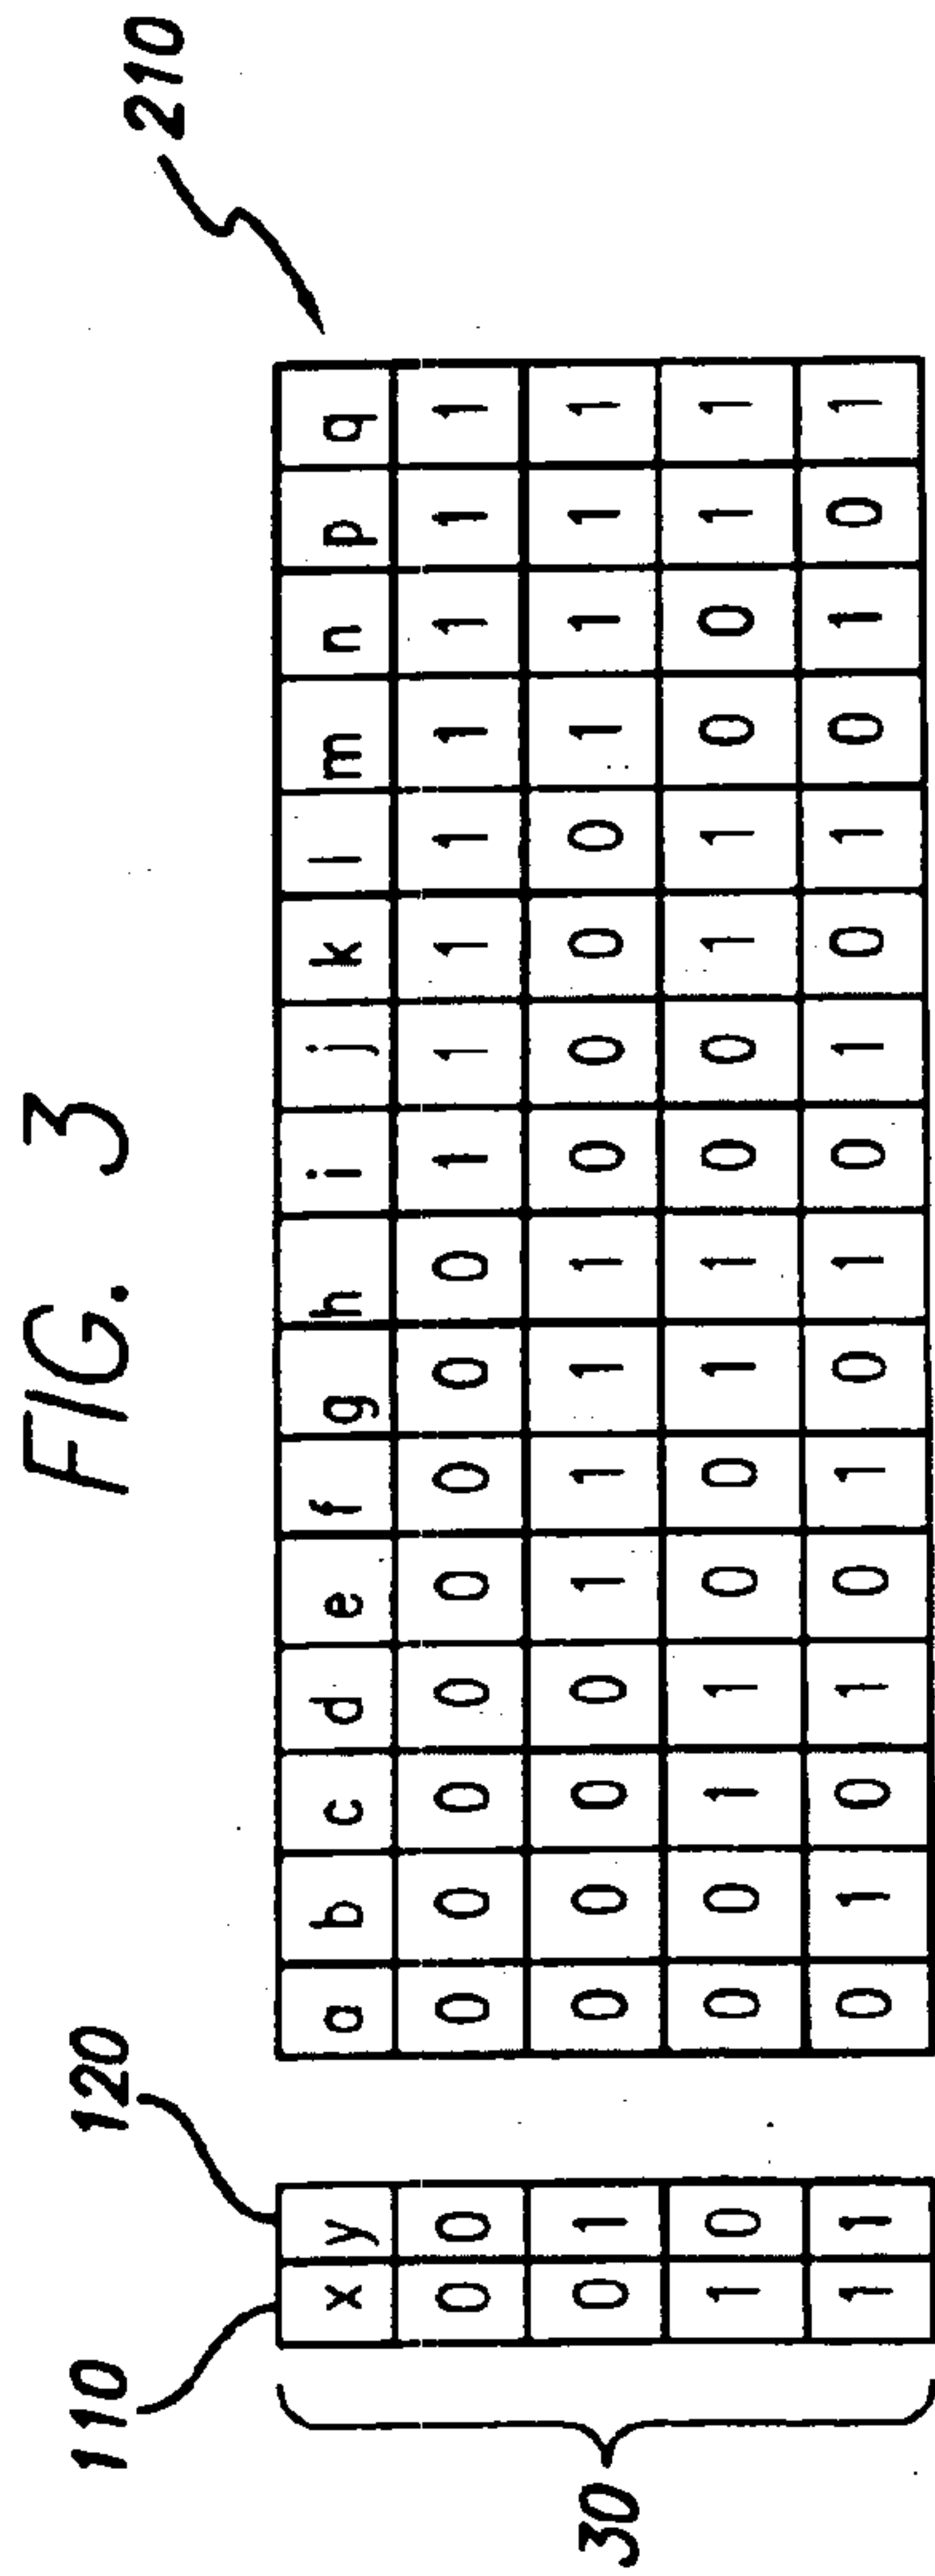 FIG. 3
110 120 210
x y a b c d e f g h i j k l m n p q
0 0 0 0 0 0 0 0 0 0 1 1 1 1 1 1 1 1
0 1 0 0 0 0 1 1 1 1 0 0 0 0 1 1 1 1
1 0 0 0 1 1 0 0 1 1 0 0 1 1 0 0 1 1
1 1 0 1 0 1 0 1 0 1 0 1 0 1 0 1 0 1
30